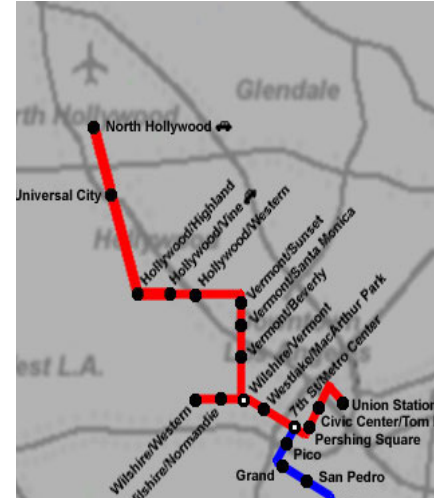 Glendale
rth Hollywood
North Hollywood
Universal City
Hollywood/Highland
Hollywood/Vine
Hollywood/Western
Vermont/Sunset
Vermont/Santa Monica
Vermont/Beverly
Wilshire/Vermont
Westlake/MacArthur Park
7th St/Metro Center
est L.A.
Wilshire/Western
Wilshire/Normandie
Union Station
Civic Center/Tom
Pershing Square
Pico
Grand
San Pedro